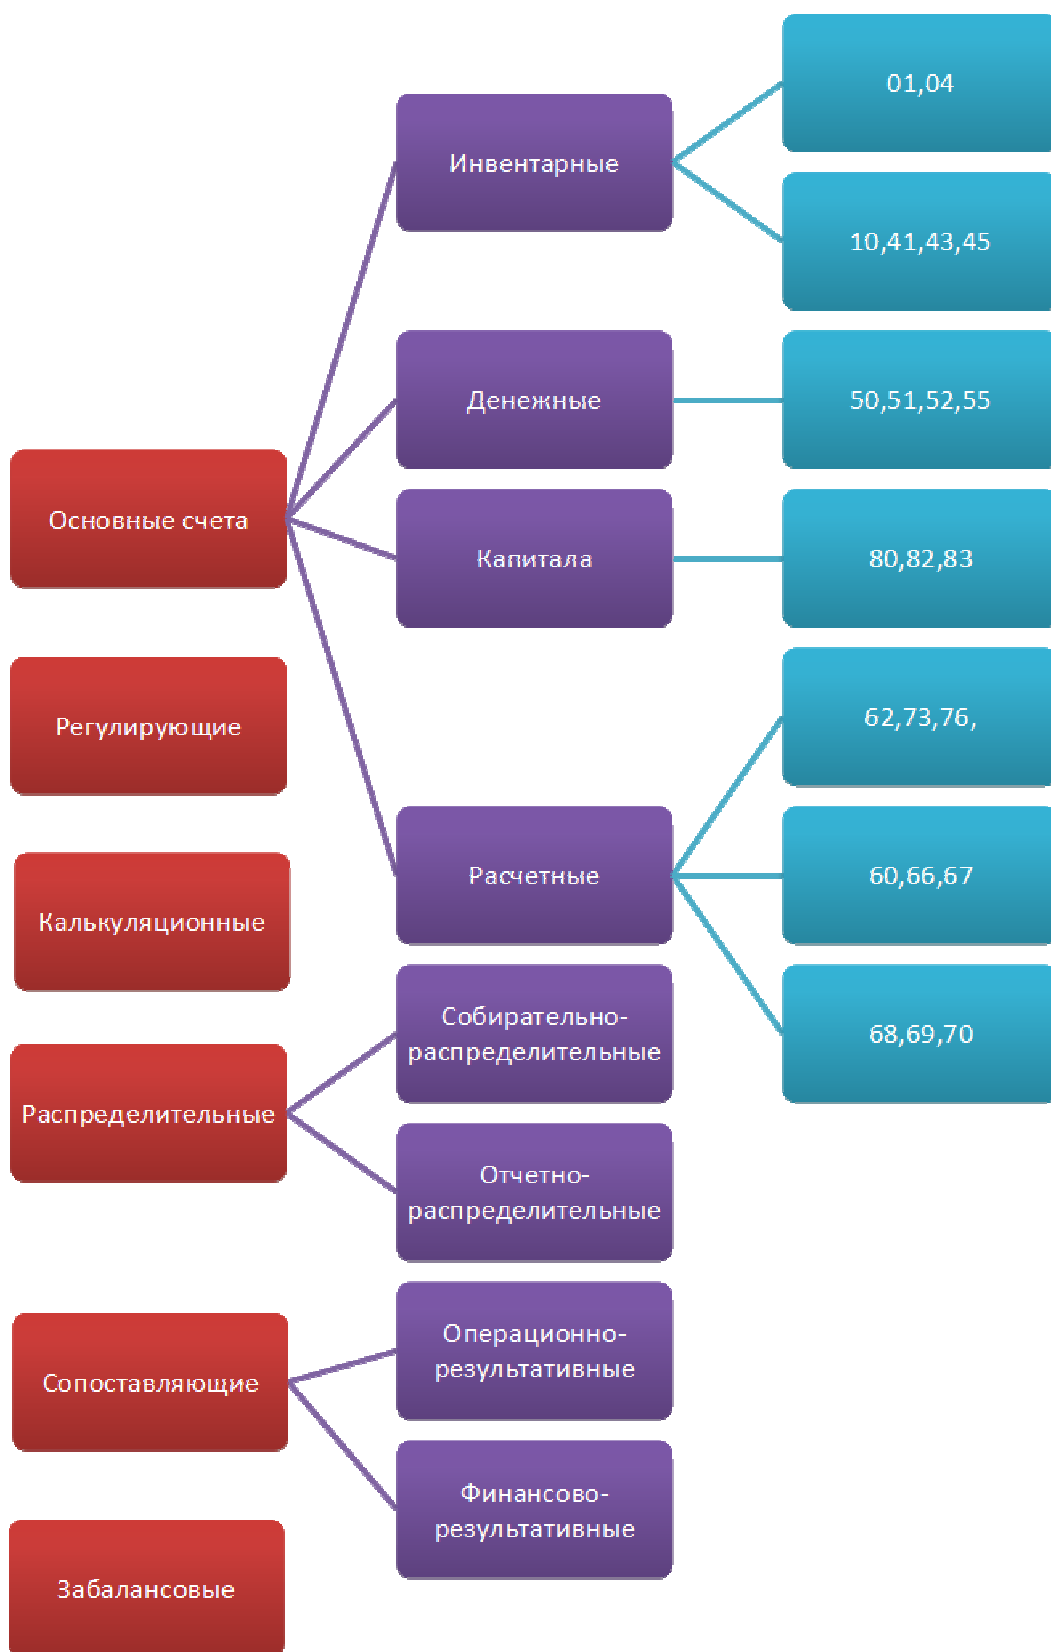 Основные счета
Инвентарные
01,04
10,41,43,45
Денежные
50,51,52,55
Капитала
80,82,83
Расчетные
62,73,76,
60,66,67
68,69,70
Регулирующие
Калькуляционные
Распределительные
Собирательно-
распределительные
Отчетно-
распределительные
Сопоставляющие
Операционно-
результативные
Финансово-
результативные
Забалансовые